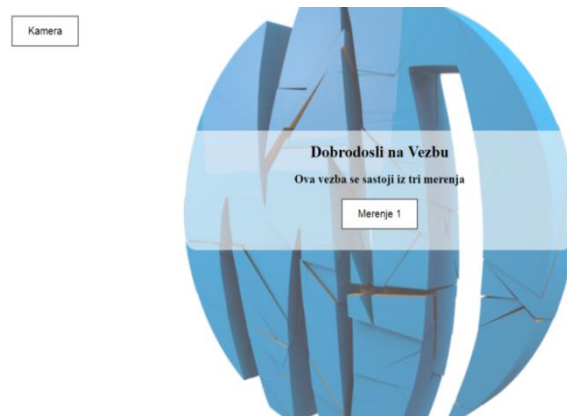 Kamera
Dobrodosli na Vezbu
Ova vezba se sastoji iz tri merenja
Merenje 1